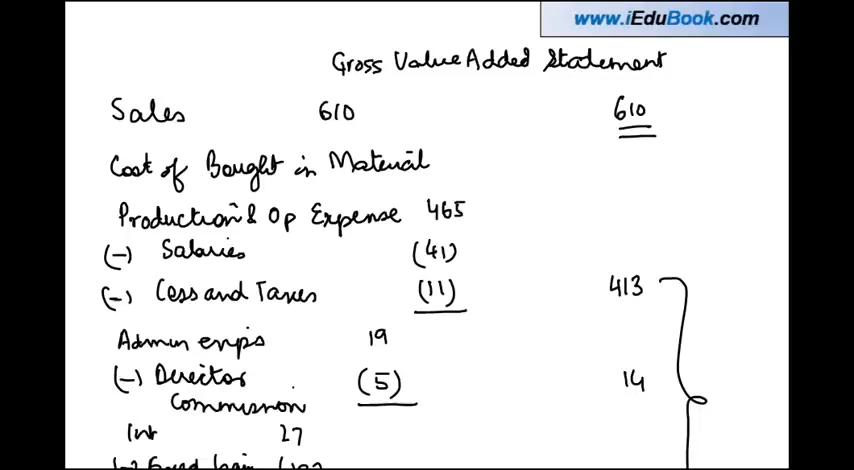 www.iEduBook.com
Gross Value Added Statement
Sales 610 610
Cost of Bought in Material
Production & Op Expense 465
(-) Salaries (41)
(-) Cess and Taxes (11) 413
Admin exps 19
(-) Director (5) 14
Commission
Int 27